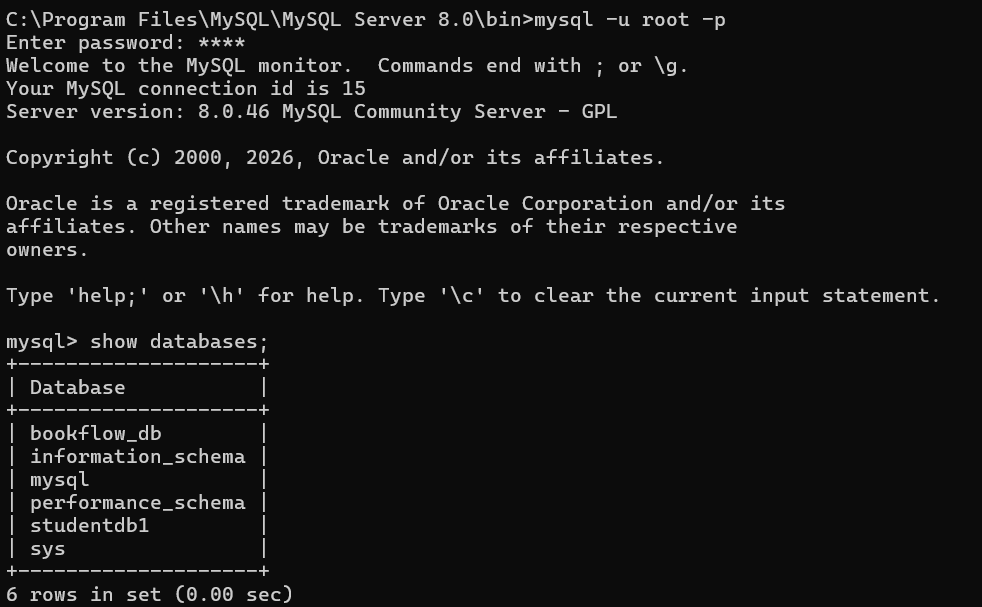 C:\Program Files\MySQL\MySQL Server 8.0\bin>mysql -u root -p
Enter password: ****
Welcome to the MySQL monitor.  Commands end with ; or \g.
Your MySQL connection id is 15
Server version: 8.0.46 MySQL Community Server - GPL

Copyright (c) 2000, 2026, Oracle and/or its affiliates.

Oracle is a registered trademark of Oracle Corporation and/or its
affiliates. Other names may be trademarks of their respective
owners.

Type 'help;' or '\h' for help. Type '\c' to clear the current input statement.

mysql> show databases;
+--------------------+
| Database           |
+--------------------+
| bookflow_db        |
| information_schema |
| mysql              |
| performance_schema |
| studentdb1         |
| sys                |
+--------------------+
6 rows in set (0.00 sec)